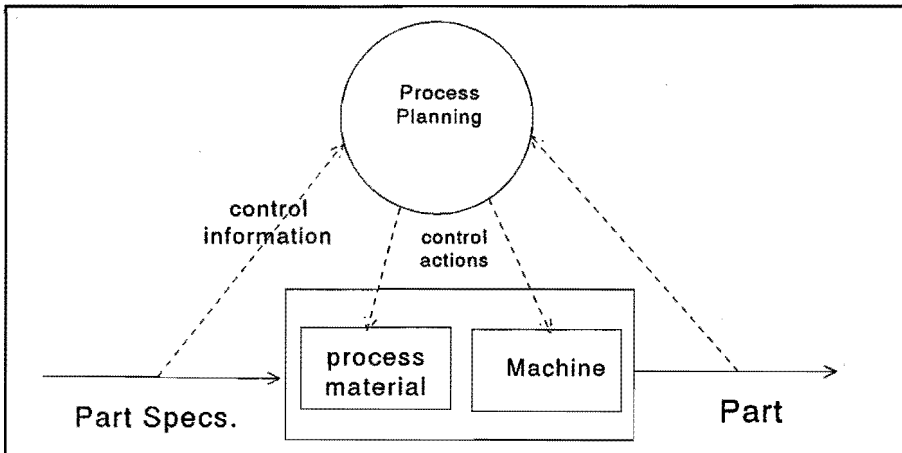 Process
Planning
control
information
control
actions
process
material
Machine
Part Specs.
Part